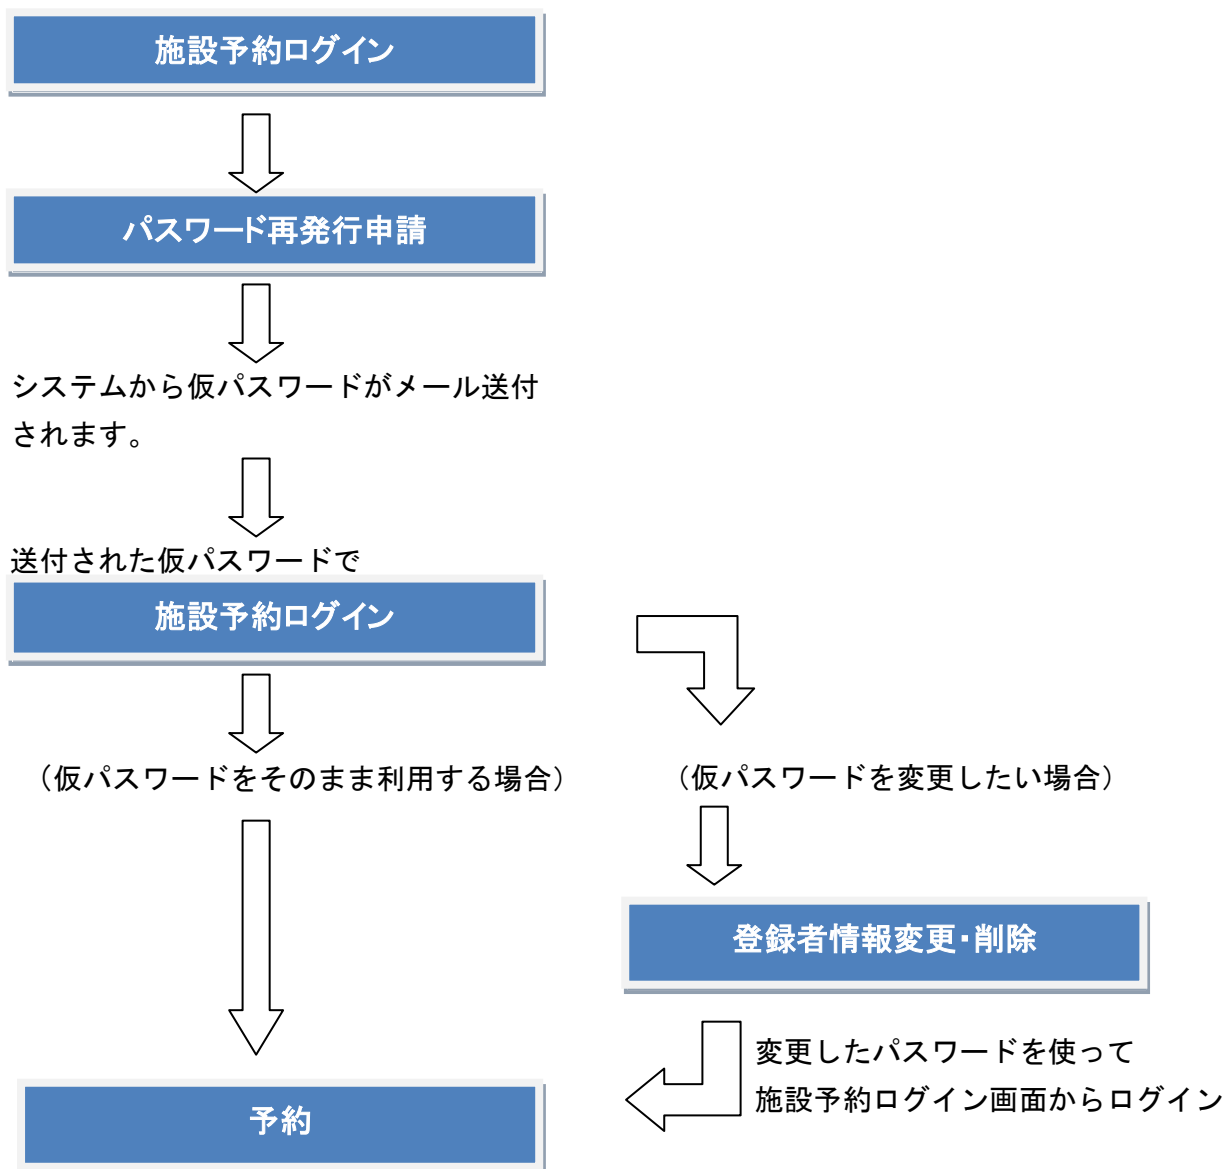 施設予約ログイン
パスワード再発行申請
システムから仮パスワードがメール送付
されます。
送付された仮パスワードで
施設予約ログイン
（仮パスワードをそのまま利用する場合）
（仮パスワードを変更したい場合）
登録者情報変更・削除
変更したパスワードを使って
施設予約ログイン画面からログイン
予約